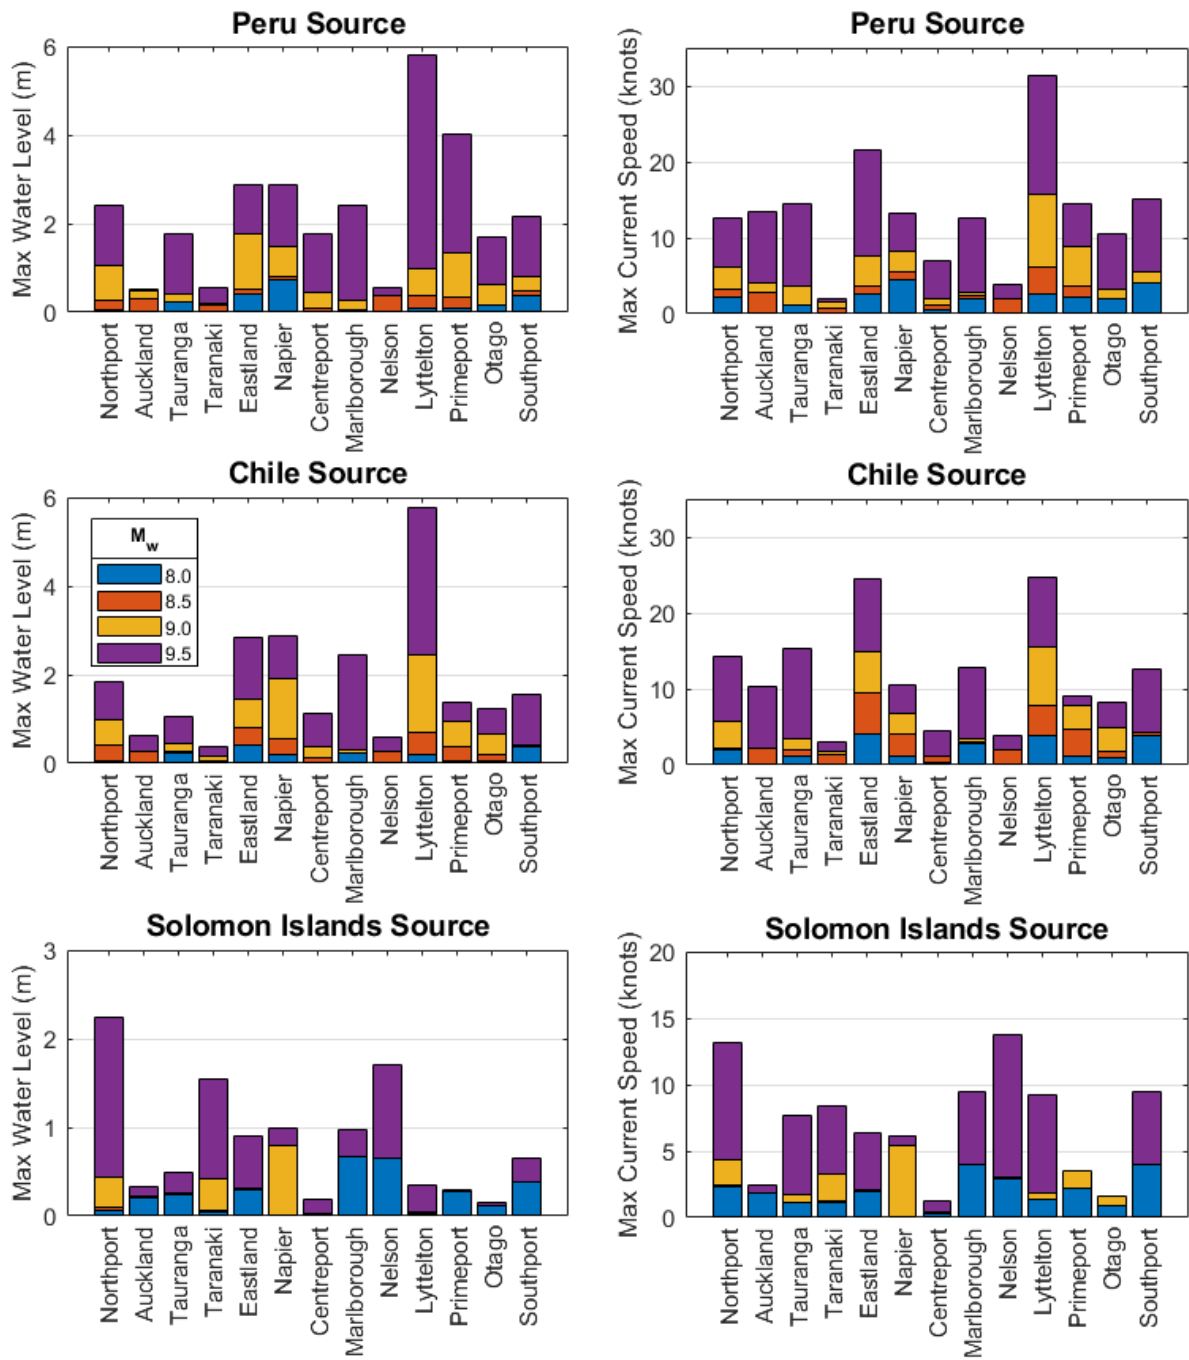 Peru Source
Max Water Level (m)
6
4
2
0
Northport
Auckland
Tauranga
Taranaki
Eastland
Napier
Centreport
Marlborough
Nelson
Lyttelton
Primeport
Otago
Southport
Peru Source
Max Current Speed (knots)
30
20
10
0
Northport
Auckland
Tauranga
Taranaki
Eastland
Napier
Centreport
Marlborough
Nelson
Lyttelton
Primeport
Otago
Southport
Chile Source
Max Water Level (m)
6
4
2
0
Mw
8.0
8.5
9.0
9.5
Northport
Auckland
Tauranga
Taranaki
Eastland
Napier
Centreport
Marlborough
Nelson
Lyttelton
Primeport
Otago
Southport
Chile Source
Max Current Speed (knots)
30
20
10
0
Northport
Auckland
Tauranga
Taranaki
Eastland
Napier
Centreport
Marlborough
Nelson
Lyttelton
Primeport
Otago
Southport
Solomon Islands Source
Max Water Level (m)
3
2
1
0
Northport
Auckland
Tauranga
Taranaki
Eastland
Napier
Centreport
Marlborough
Nelson
Lyttelton
Primeport
Otago
Southport
Solomon Islands Source
Max Current Speed (knots)
20
15
10
5
0
Northport
Auckland
Tauranga
Taranaki
Eastland
Napier
Centreport
Marlborough
Nelson
Lyttelton
Primeport
Otago
Southport